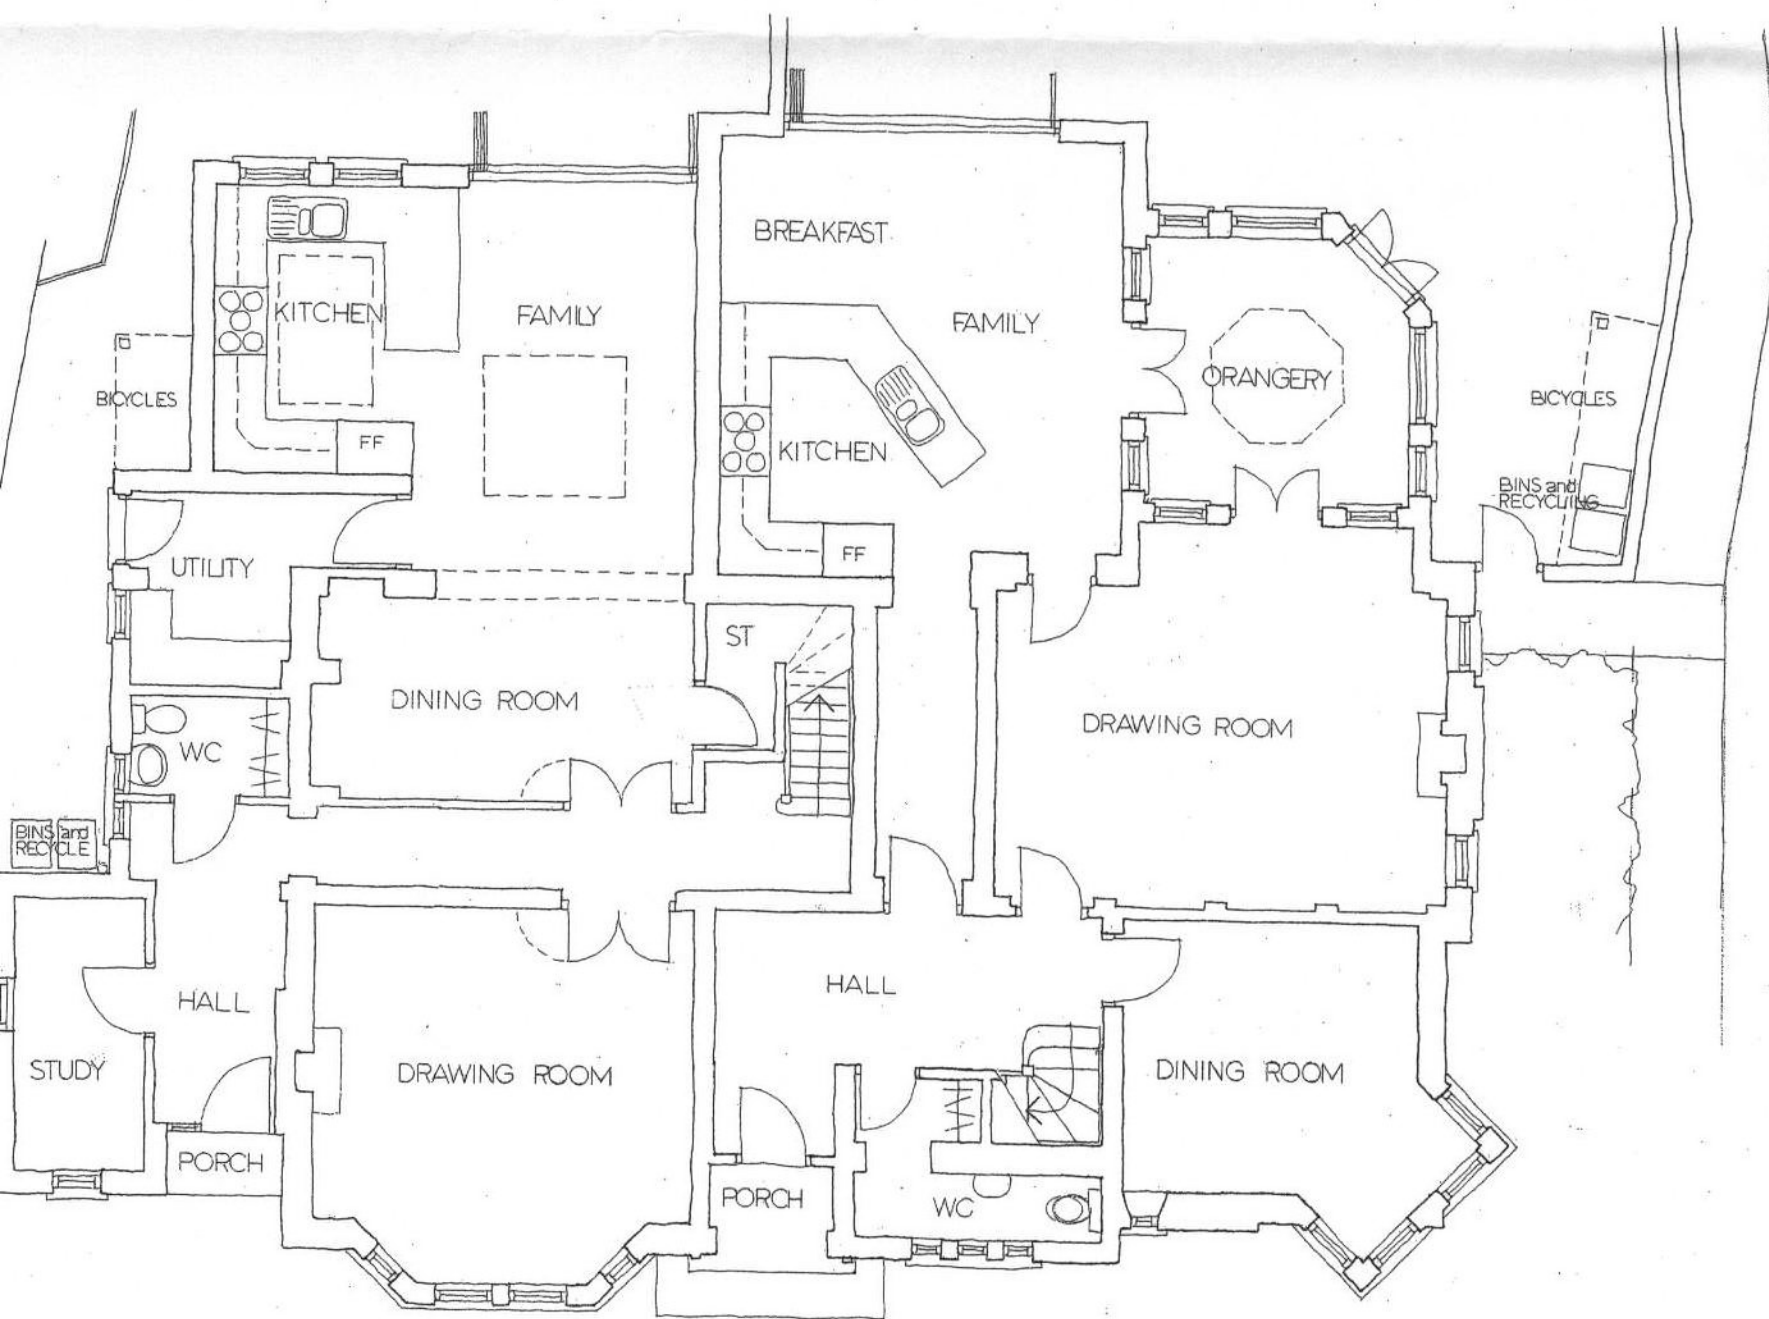 BREAKFAST
KITCHEN
FAMILY
FAMILY
ORANGERY
BICYCLES
BICYCLES
FF
KITCHEN
BINS and
RECYCLING
FF
UTILITY
ST
DINING ROOM
DRAWING ROOM
WC
BINS and
RECYCLE
HALL
HALL
STUDY
DRAWING ROOM
DINING ROOM
PORCH
PORCH
WC